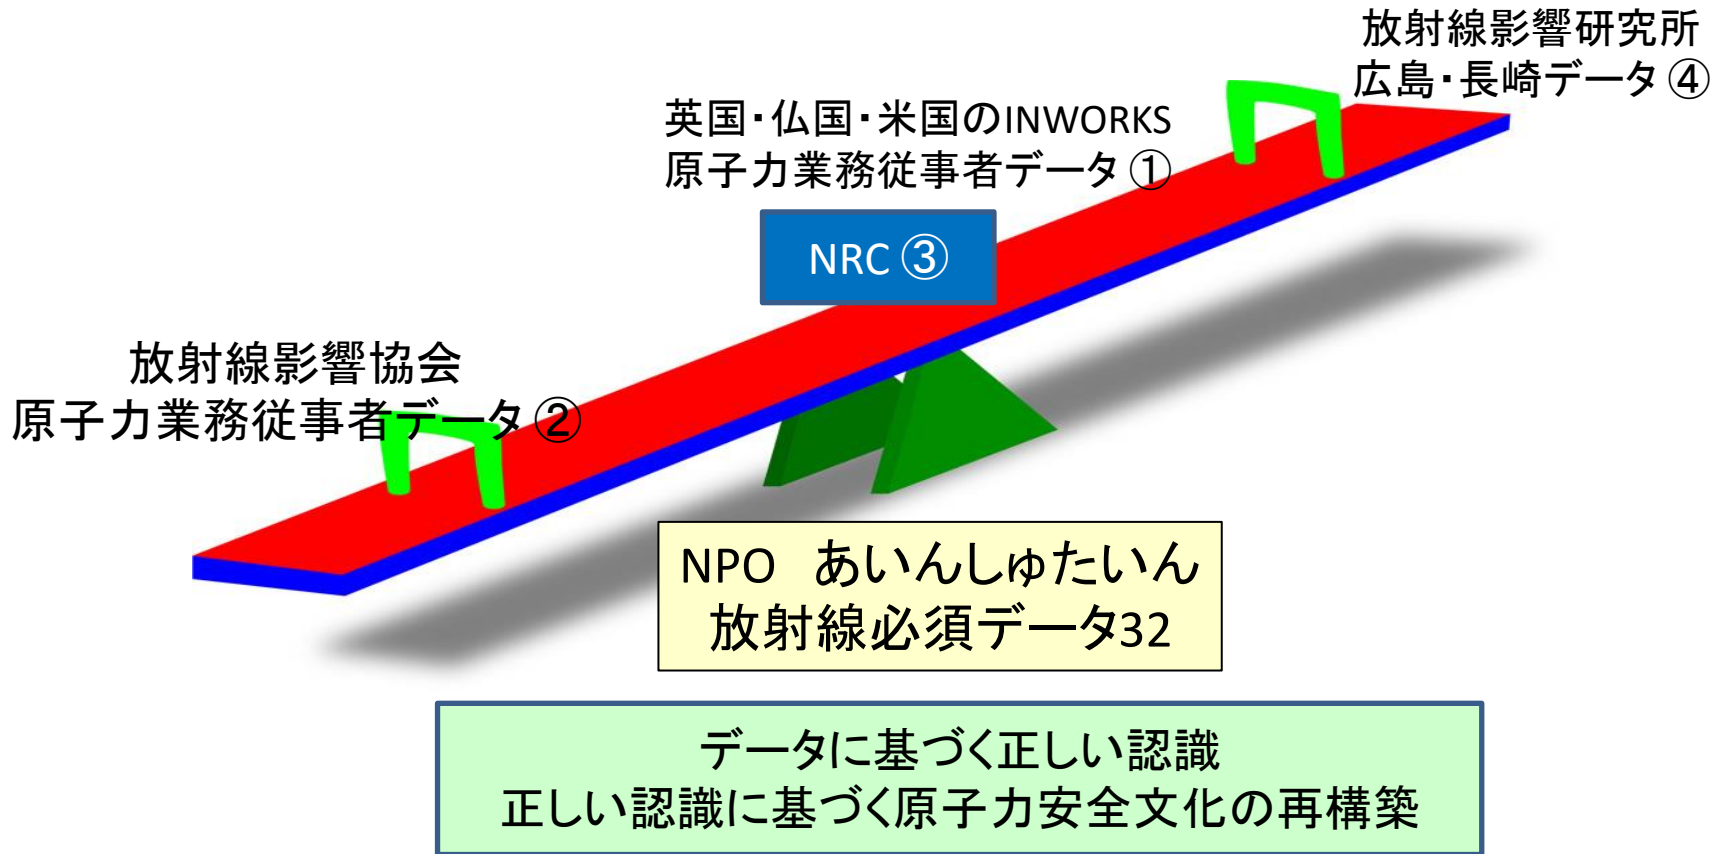 放射線影響研究所
広島・長崎データ④
英国・仏国・米国のINWORKS
原子力業務従事者データ①
NRC③
放射線影響協会
原子力業務従事者データ②
NPO　あいんしゅたいん
放射線必須データ32
データに基づく正しい認識
正しい認識に基づく原子力安全文化の再構築